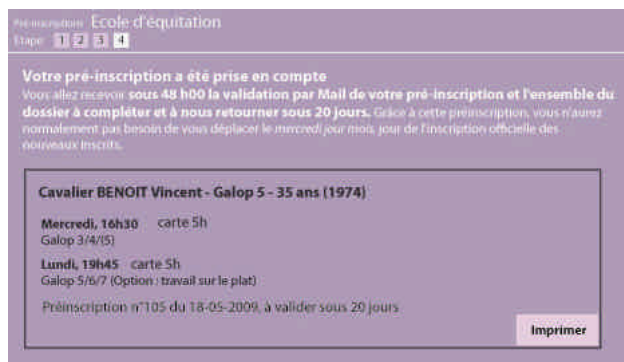 Pré-inscriptions Ecole d'équitation
Etape 1 2 3 4
Votre pré-inscription a été prise en compte
Vous allez recevoir sous 48 h00 la validation par Mail de votre pré-inscription et l'ensemble du
dossier à compléter et à nous retourner sous 20 jours. Grâce à cette préinscription, vous n'aurez
normalement pas besoin de vous déplacer le mercredi jour mois, jour de l'inscription officielle des
nouveaux inscrits.
Cavalier BENOIT Vincent - Galop 5 - 35 ans (1974)
Mercredi, 16h30 carte 5h
Galop 3/4/(5)
Lundi, 19h45 carte 5h
Galop 5/6/7 (Option : travail sur le plat)
Préinscription n°105 du 18-05-2009, à valider sous 20 jours
Imprimer